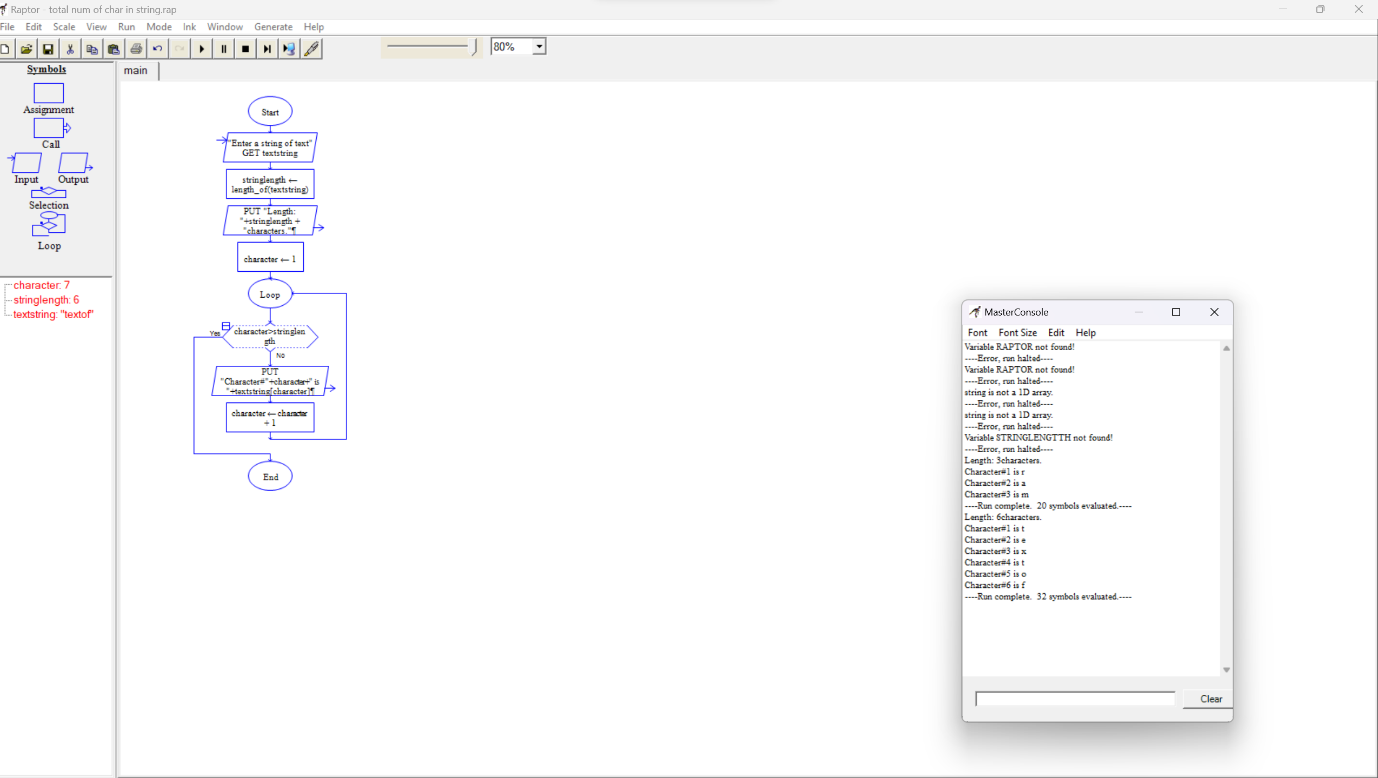 Raptor - total num of char in string.rap
File Edit Scale View Run Mode Ink Window Generate Help
80%
Symbols
main
Assignment
Call
Input Output
Selection
Loop
character: 7
stringlength: 6
textstring: "textof"
Start
"Enter a string of text"
GET textstring
stringlength ←
length_of(textstring)
PUT "Length:
"+stringlength +
"characters."¶
character ← 1
Loop
Yes
character>stringlen
gth
No
PUT
"Character#"+character+" is
"+textstring[character]¶
character ← character
+ 1
End
MasterConsole
Font Font Size Edit Help
Variable RAPTOR not found!
----Error, run halted----
Variable RAPTOR not found!
----Error, run halted----
string is not a 1D array.
----Error, run halted----
string is not a 1D array.
----Error, run halted----
Variable STRINGLENGTTH not found!
----Error, run halted----
Length: 3characters.
Character#1 is r
Character#2 is a
Character#3 is m
----Run complete. 20 symbols evaluated.----
Length: 6characters.
Character#1 is t
Character#2 is e
Character#3 is x
Character#4 is t
Character#5 is o
Character#6 is f
----Run complete. 32 symbols evaluated.----
Clear